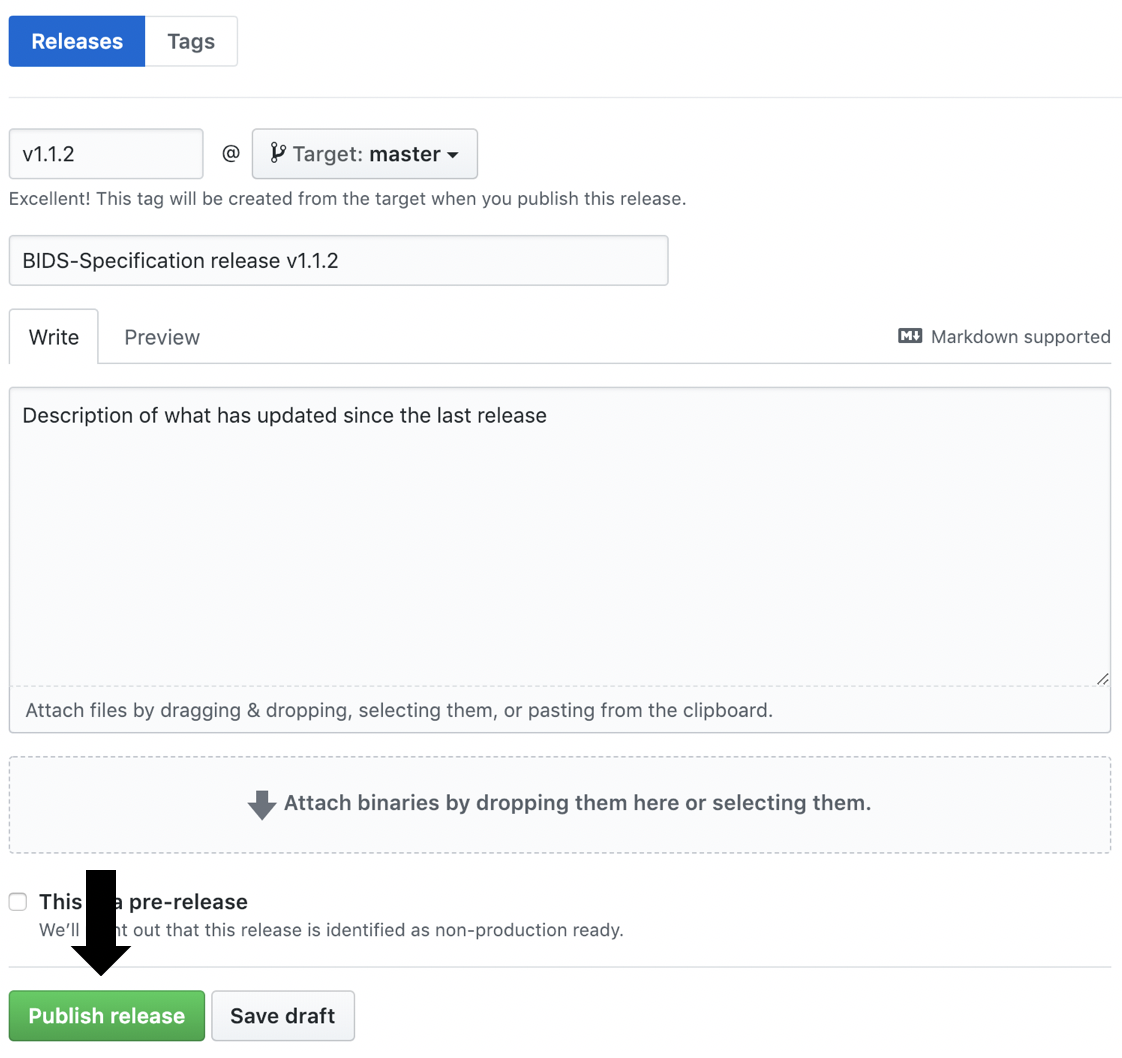 Releases Tags
v1.1.2 @ Target: master
Excellent! This tag will be created from the target when you publish this release.
BIDS-Specification release v1.1.2
Write Preview Markdown supported
Description of what has updated since the last release
Attach files by dragging & dropping, selecting them, or pasting from the clipboard.
Attach binaries by dropping them here or selecting them.
This a pre-release
We'll out that this release is identified as non-production ready.
Publish release Save draft